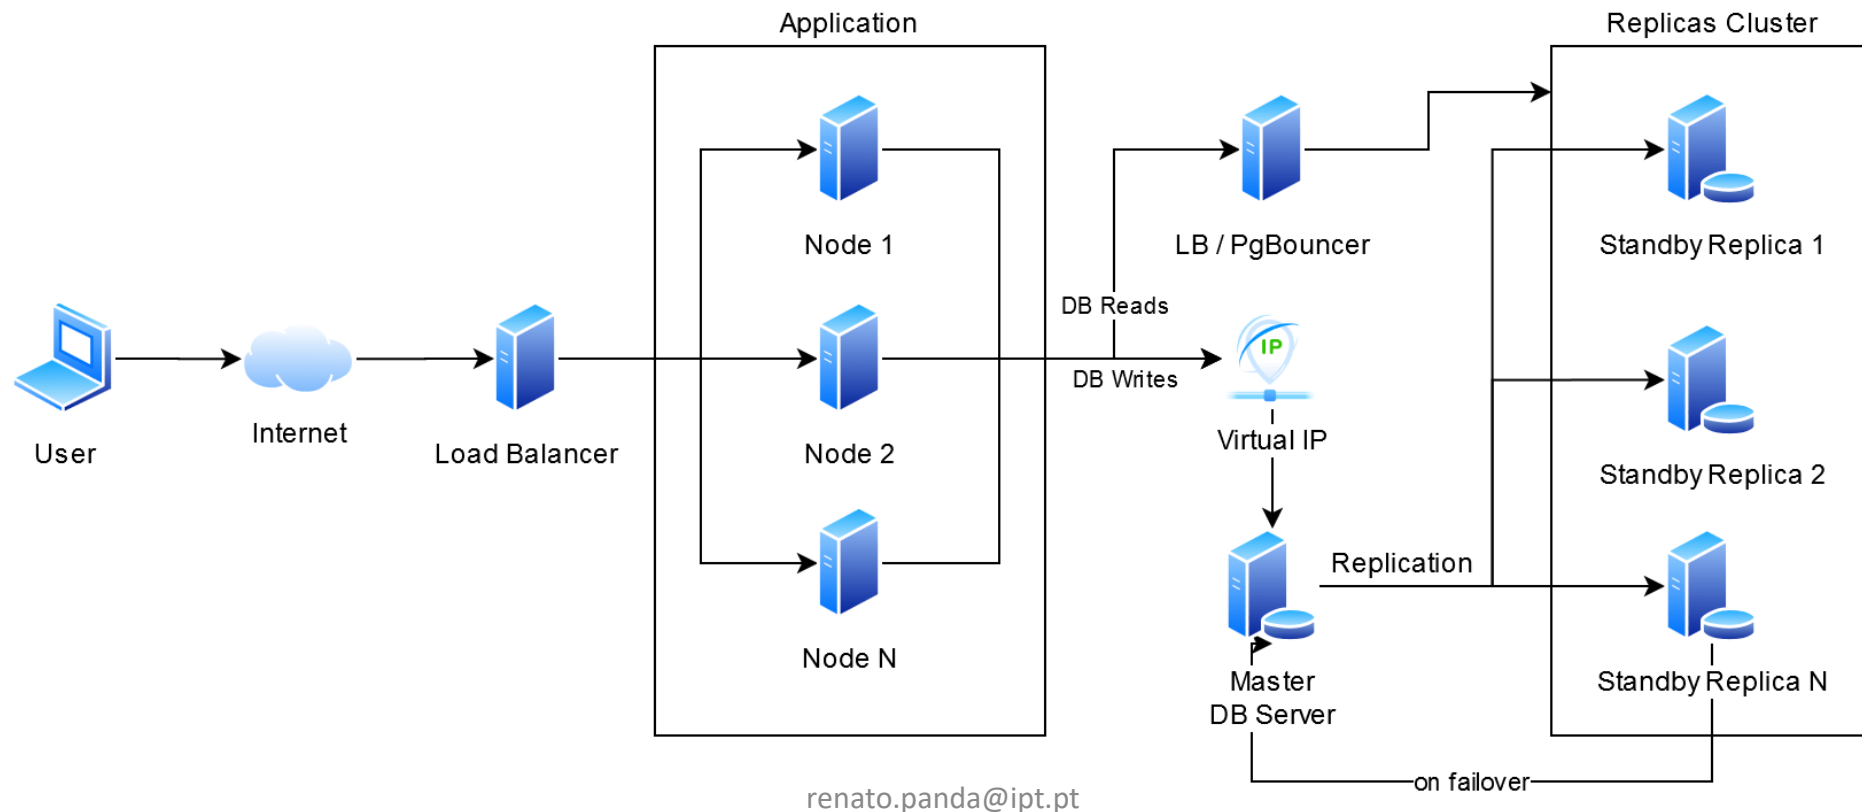 Application
Replicas Cluster
Node 1
LB / PgBouncer
Standby Replica 1
DB Reads
IP
DB Writes
Internet
User
Load Balancer
Node 2
Virtual IP
Standby Replica 2
Replication
Node N
Master
DB Server
Standby Replica N
on failover
renato.panda@ipt.pt